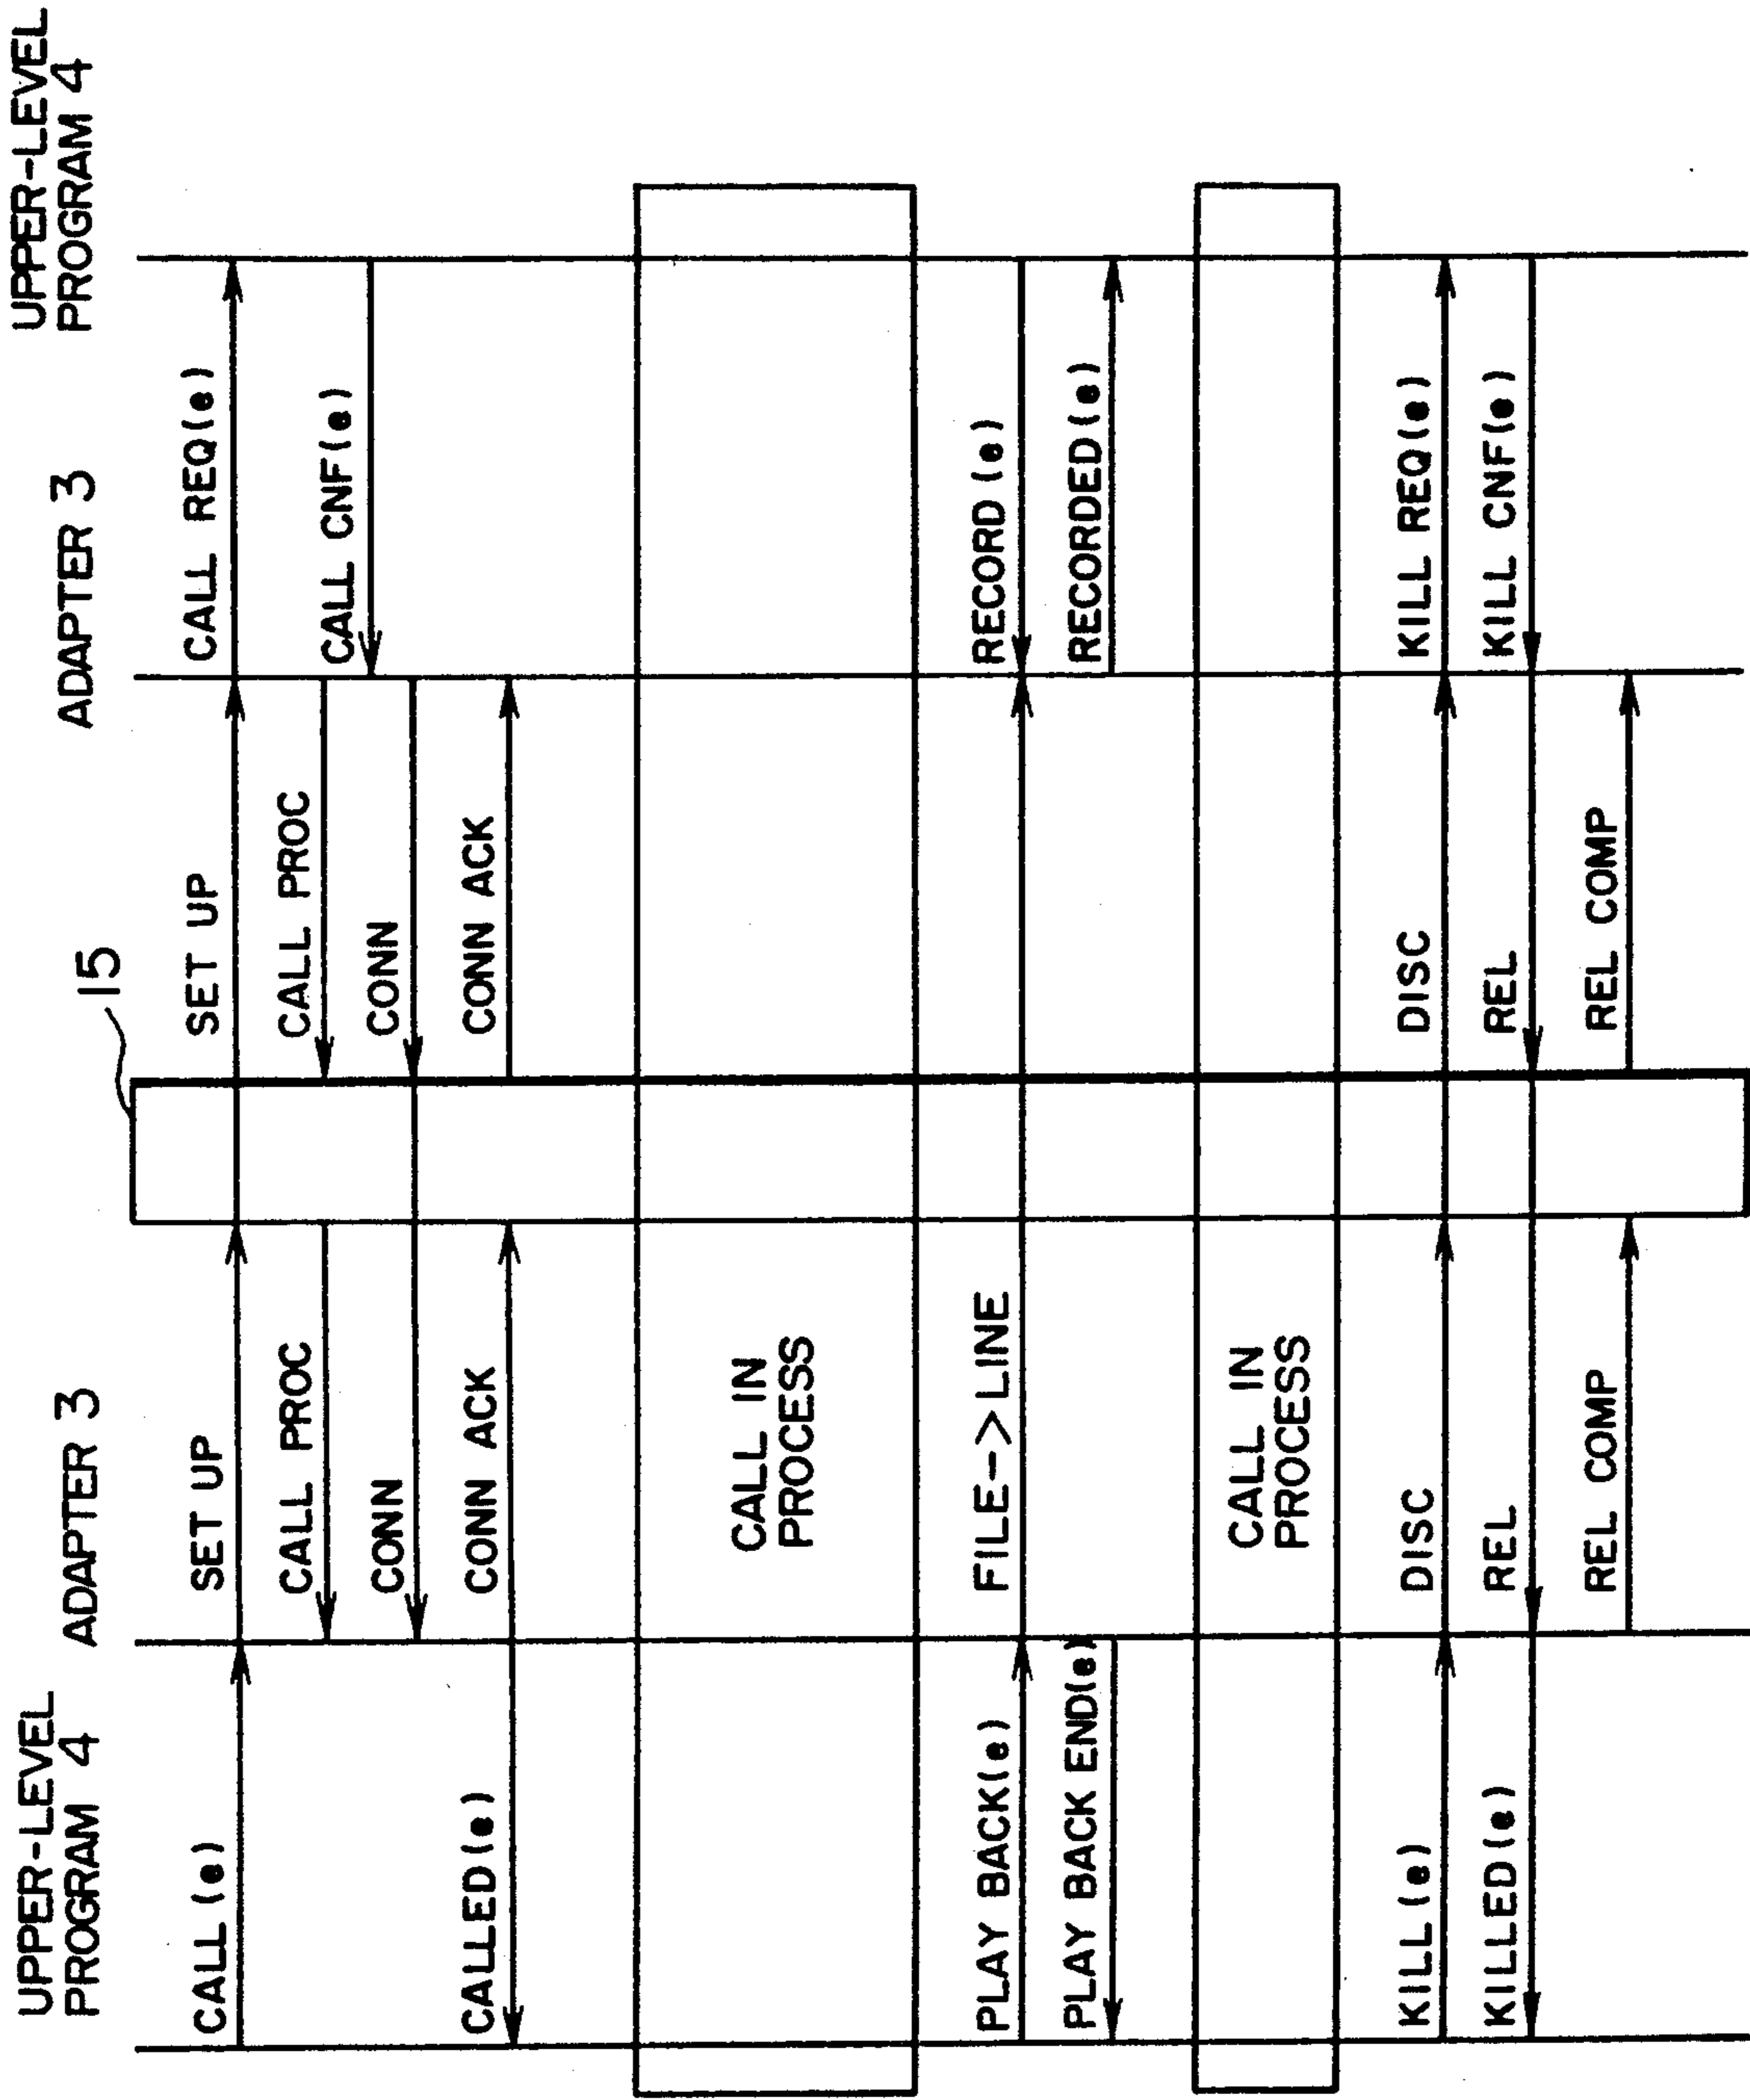 UPPER-LEVEL
PROGRAM 4
ADAPTER 3
15
ADAPTER 3
UPPER-LEVEL
PROGRAM 4
CALL(e)
SET UP
SET UP
CALL REQ(e)
CALL PROC
CALL PROC
CALL CNF(e)
CONN
CONN
CALLED(e)
CONN ACK
CONN ACK
CALL IN
PROCESS
PLAY BACK(e)
FILE->LINE
RECORD(e)
PLAY BACK END(e)
RECORDED(e)
CALL IN
PROCESS
KILL(e)
DISC
DISC
KILL REQ(e)
KILLED(e)
REL
REL
KILL CNF(e)
REL COMP
REL COMP